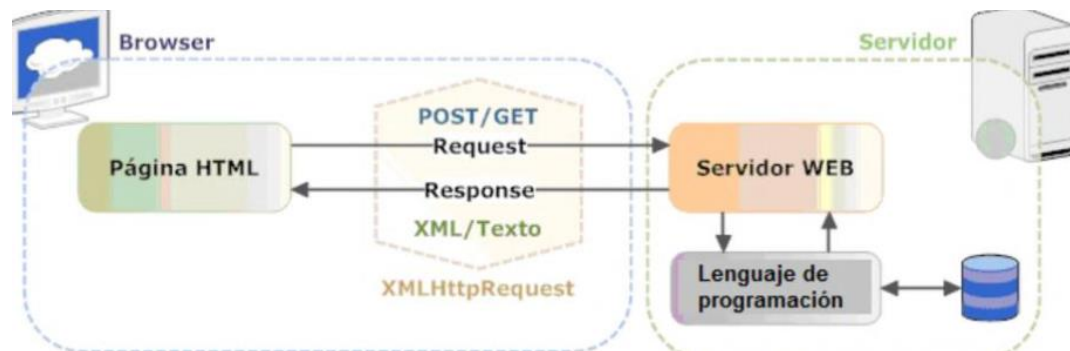 Browser
Servidor
POST/GET
Request
Página HTML
Servidor WEB
Response
XML/Texto
XMLHttpRequest
Lenguaje de
programación